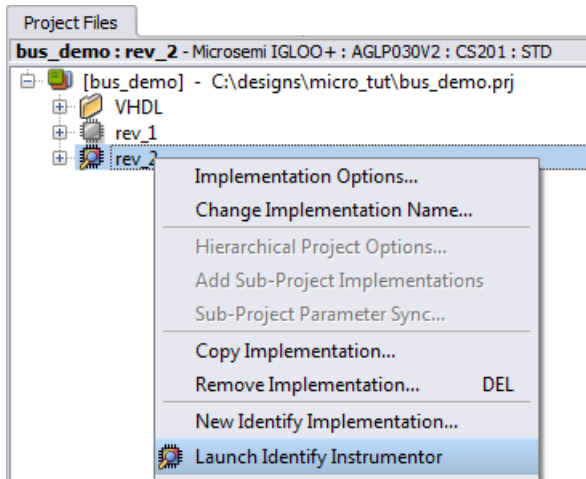 Project Files
bus_demo : rev_2 - Microsemi IGLOO+ : AGLP030V2 : CS201 : STD
[bus_demo] - C:\designs\micro_tut\bus_demo.prj
VHDL
rev_1
rev_2
Implementation Options...
Change Implementation Name...
Hierarchical Project Options...
Add Sub-Project Implementations
Sub-Project Parameter Sync...
Copy Implementation...
Remove Implementation... DEL
New Identify Implementation...
Launch Identify Instrumentor